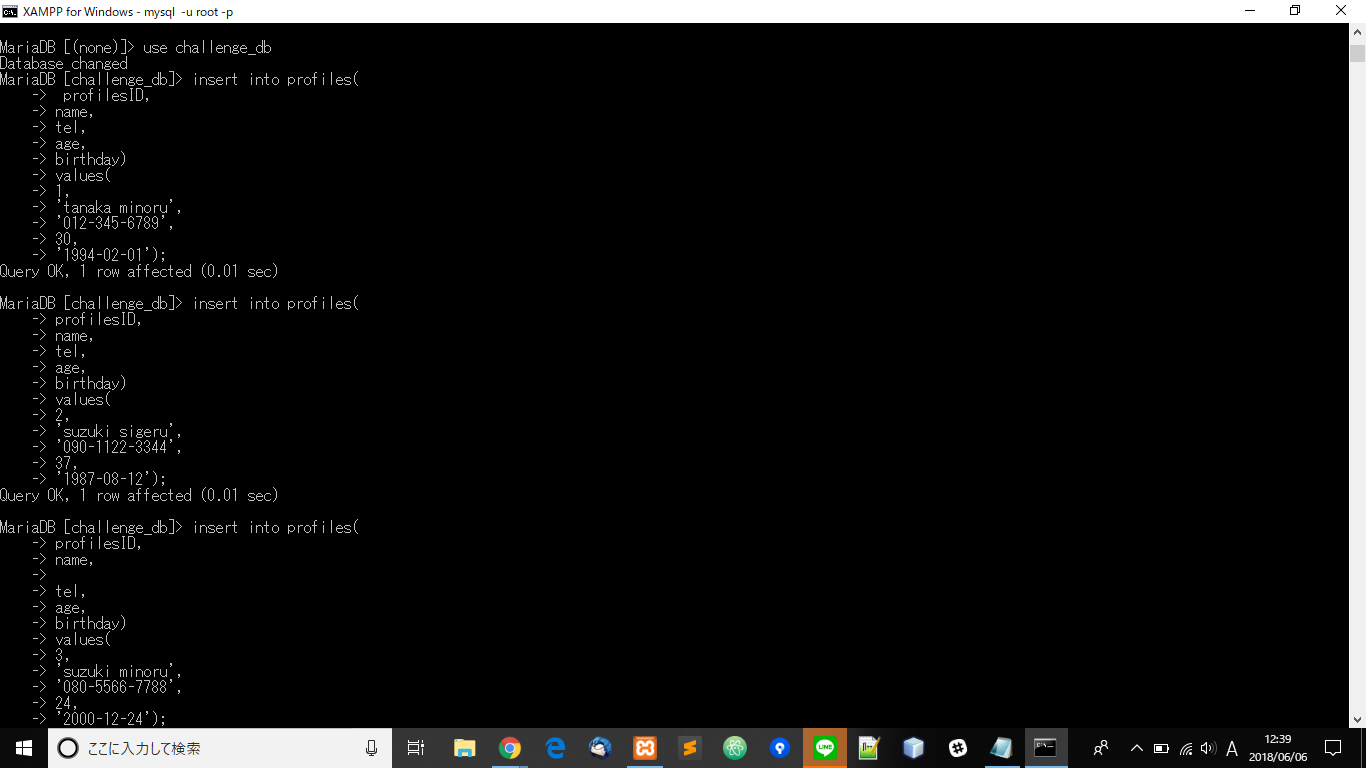 XAMPP for Windows - mysql  -u root -p
MariaDB [(none)]> use challenge_db
Database changed
MariaDB [challenge_db]> insert into profiles(
    ->  profilesID,
    -> name,
    -> tel,
    -> age,
    -> birthday)
    -> values(
    -> 1,
    -> 'tanaka minoru',
    -> '012-345-6789',
    -> 30,
    -> '1994-02-01');
Query OK, 1 row affected (0.01 sec)
MariaDB [challenge_db]> insert into profiles(
    -> profilesID,
    -> name,
    -> tel,
    -> age,
    -> birthday)
    -> values(
    -> 2,
    -> 'suzuki sigeru',
    -> '090-1122-3344',
    -> 37,
    -> '1987-08-12');
Query OK, 1 row affected (0.01 sec)
MariaDB [challenge_db]> insert into profiles(
    -> profilesID,
    -> name,
    ->
    -> tel,
    -> age,
    -> birthday)
    -> values(
    -> 3,
    -> 'suzuki minoru',
    -> '080-5566-7788',
    -> 24,
    -> '2000-12-24');
ここに入力して検索
LINE
A
12:39
2018/06/06